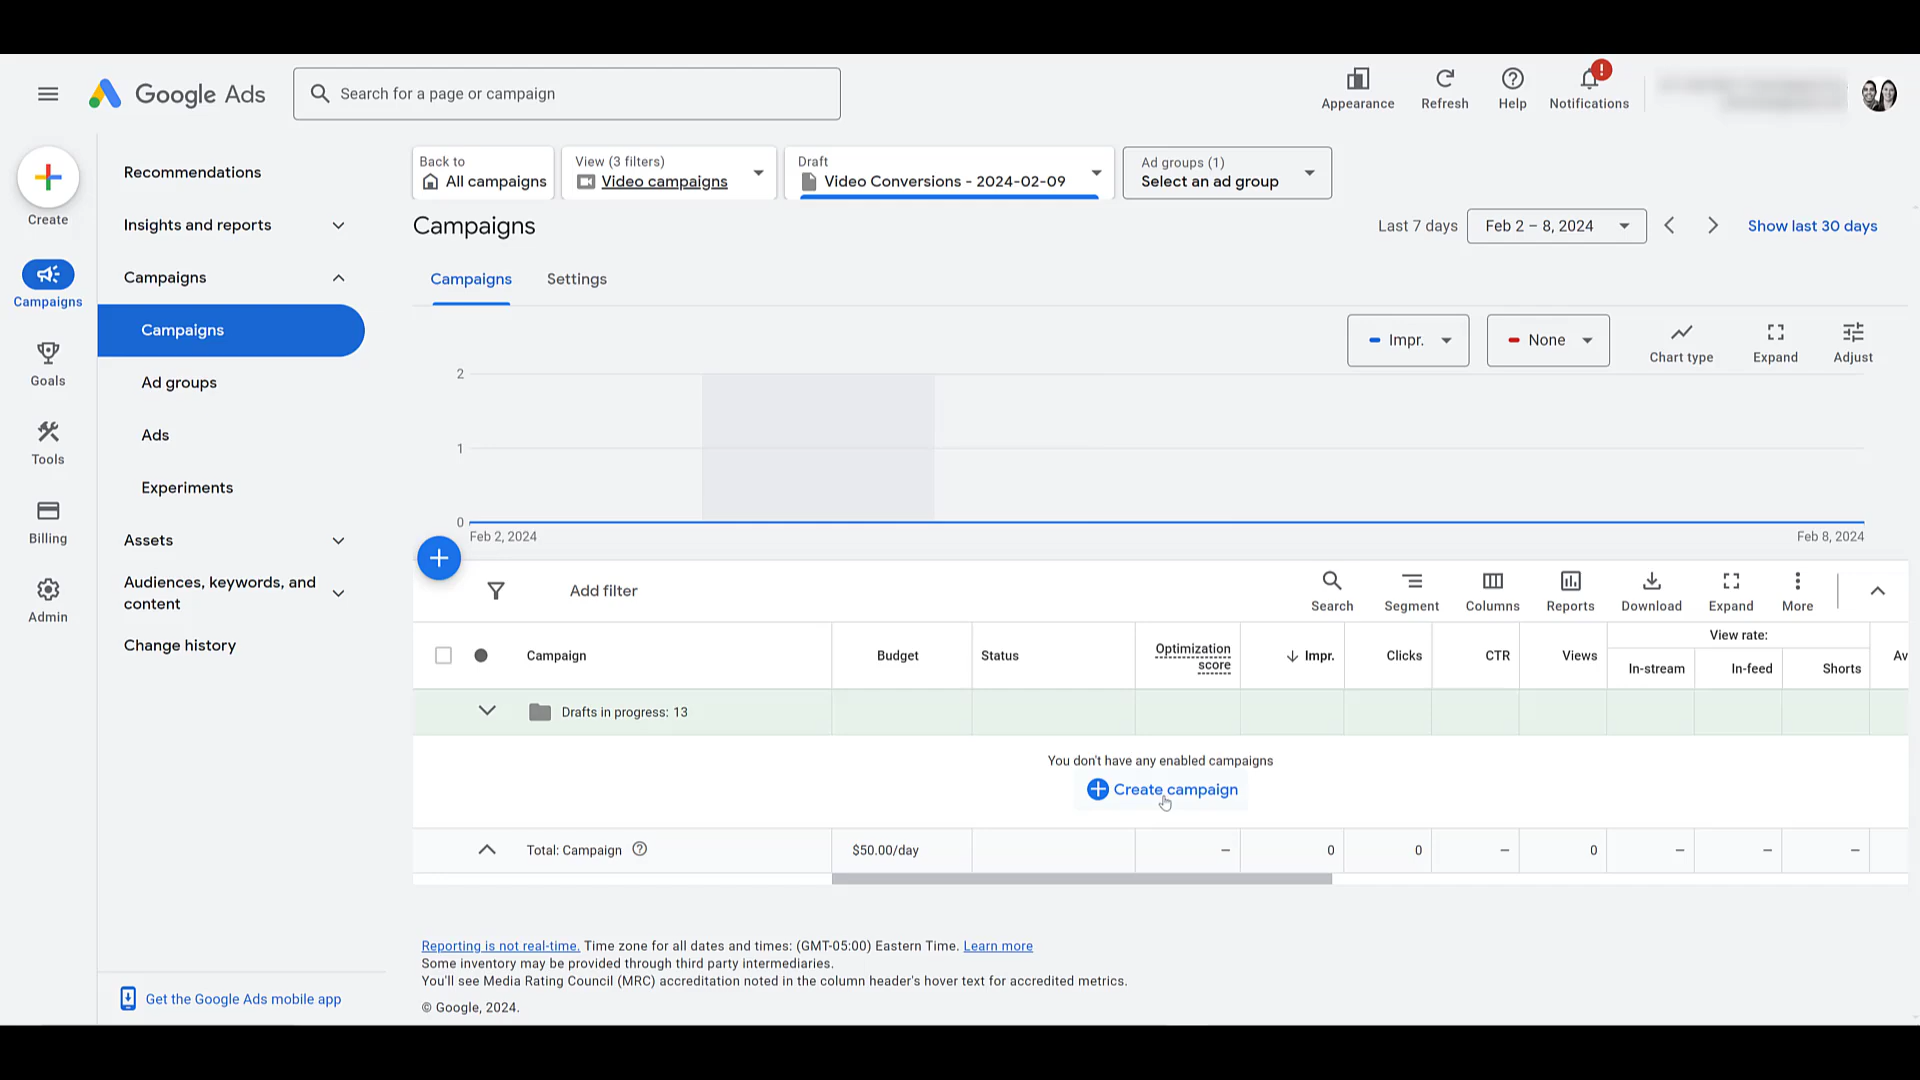 Google Ads
Search for a page or campaign
Appearance
Refresh
Help
!
Notifications
Create
Campaigns
Goals
Tools
Billing
Admin
Recommendations
Insights and reports
Campaigns
Campaigns
Ad groups
Ads
Experiments
Assets
Audiences, keywords, and
content
Change history
Get the Google Ads mobile app
Back to
All campaigns
View (3 filters)
Video campaigns
Draft
Video Conversions - 2024-02-09
Ad groups (1)
Select an ad group
Campaigns
Last 7 days
Feb 2 – 8, 2024
Show last 30 days
Campaigns
Settings
Impr.
None
Chart type
Expand
Adjust
2
1
0
Feb 2, 2024
Feb 8, 2024
Add filter
Search
Segment
Columns
Reports
Download
Expand
More
Campaign
Budget
Status
Optimization
score
Impr.
Clicks
CTR
Views
View rate:
In-stream
In-feed
Shorts
Av
Drafts in progress: 13
You don't have any enabled campaigns
Create campaign
Total: Campaign
$50.00/day
–
0
0
–
0
–
–
–
Reporting is not real-time. Time zone for all dates and times: (GMT-05:00) Eastern Time. Learn more
Some inventory may be provided through third party intermediaries.
You'll see Media Rating Council (MRC) accreditation noted in the column header's hover text for accredited metrics.
© Google, 2024.